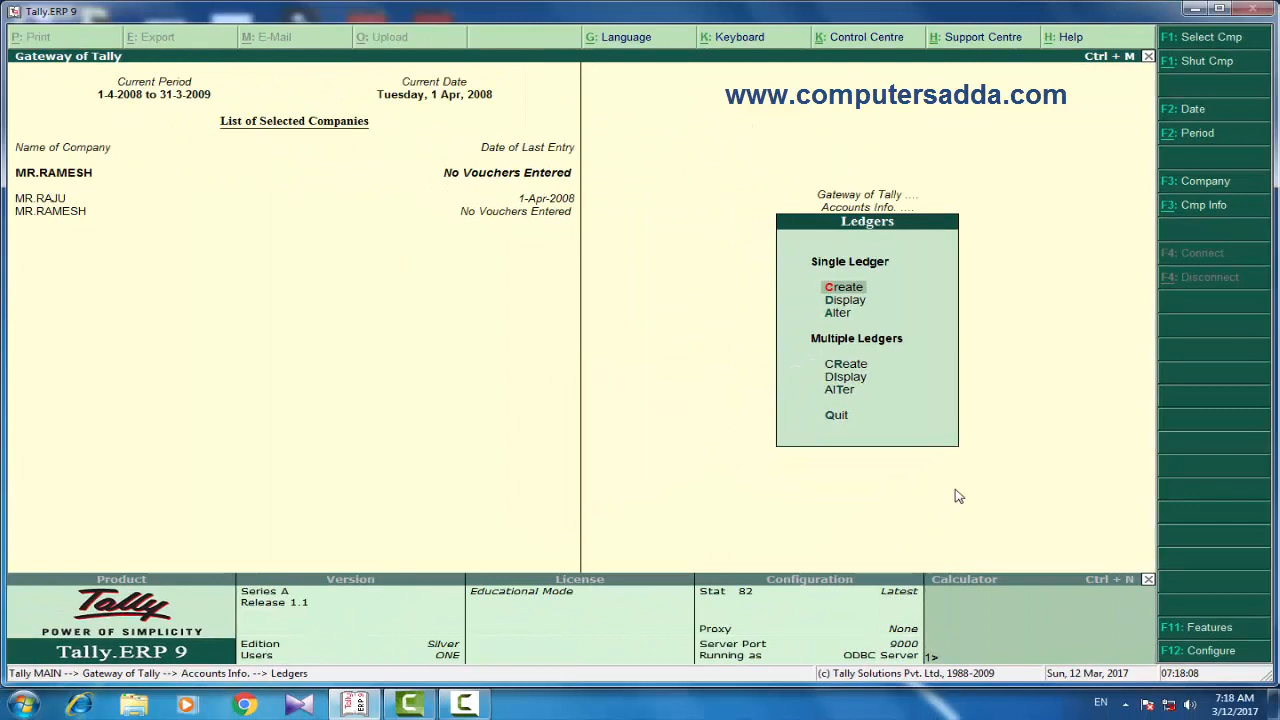 Tally.ERP 9
P: Print E: Export M: E-Mail O: Upload G: Language K: Keyboard K: Control Centre H: Support Centre H: Help
Gateway of Tally Ctrl + M
Current Period Current Date
1-4-2008 to 31-3-2009 Tuesday, 1 Apr, 2008
List of Selected Companies
Name of Company Date of Last Entry
MR.RAMESH No Vouchers Entered
MR.RAJU 1-Apr-2008
MR.RAMESH No Vouchers Entered
www.computersadda.com
Gateway of Tally ....
Accounts Info. ....
Ledgers
Single Ledger
Create
Display
Alter
Multiple Ledgers
CReate
DIsplay
AlTer
Quit
F1: Select Cmp
F1: Shut Cmp
F2: Date
F2: Period
F3: Company
F3: Cmp Info
F4: Connect
F4: Disconnect
F11: Features
F12: Configure
Product Version License Configuration Calculator Ctrl + N
Tally
POWER OF SIMPLICITY
Tally.ERP 9
Series A
Release 1.1
Edition Silver
Users ONE
Educational Mode
Stat 82 Latest
Proxy None
Server Port 9000
Running as ODBC Server
1>
Tally MAIN --> Gateway of Tally --> Accounts Info. --> Ledgers (c) Tally Solutions Pvt. Ltd., 1988-2009 Sun, 12 Mar, 2017 07:18:08
Tally ERP 9
EN
7:18 AM
3/12/2017